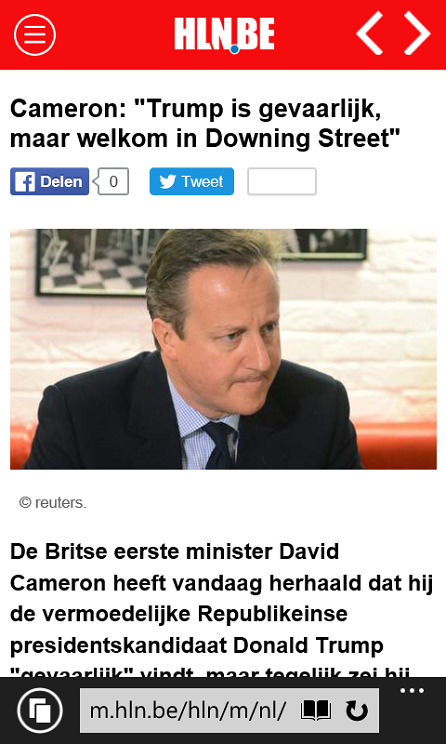 HLN.BE
Cameron: "Trump is gevaarlijk,
maar welkom in Downing Street"
Delen 0 Tweet
© reuters.
De Britse eerste minister David
Cameron heeft vandaag herhaald dat hij
de vermoedelijke Republikeinse
presidentskandidaat Donald Trump
"gevaarlijk" vindt, maar tegelijk zei hij
m.hln.be/hln/m/nl/